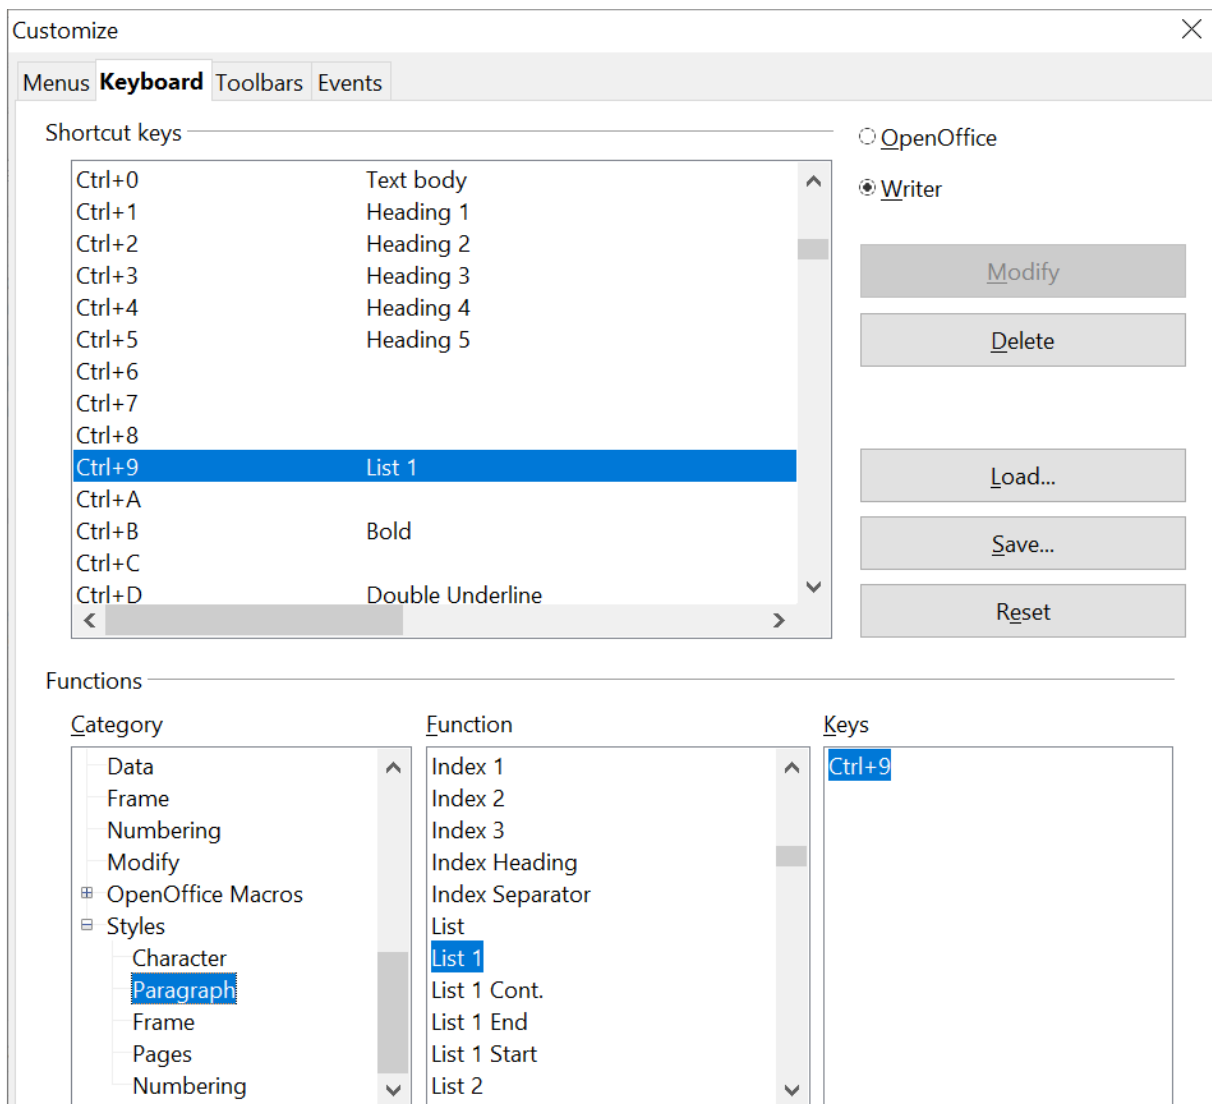 Customize
Menus Keyboard Toolbars Events
Shortcut keys
Ctrl+0 Text body
Ctrl+1 Heading 1
Ctrl+2 Heading 2
Ctrl+3 Heading 3
Ctrl+4 Heading 4
Ctrl+5 Heading 5
Ctrl+6
Ctrl+7
Ctrl+8
Ctrl+9 List 1
Ctrl+A
Ctrl+B Bold
Ctrl+C
Ctrl+D Double Underline
OpenOffice
Writer
Modify
Delete
Load...
Save...
Reset
Functions
Category
Data
Frame
Numbering
Modify
OpenOffice Macros
Styles
Character
Paragraph
Frame
Pages
Numbering
Function
Index 1
Index 2
Index 3
Index Heading
Index Separator
List
List 1
List 1 Cont.
List 1 End
List 1 Start
List 2
Keys
Ctrl+9